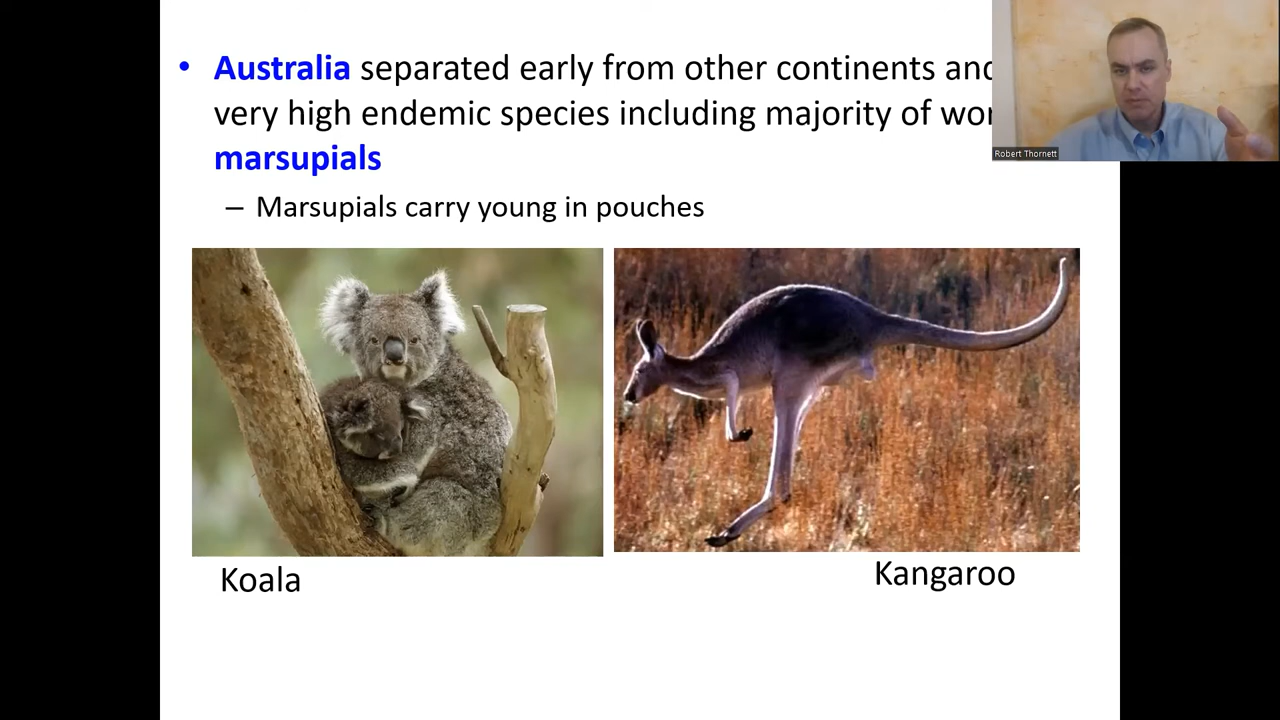 • Australia separated early from other continents and
very high endemic species including majority of
marsupials
– Marsupials carry young in pouches
Robert Thornett
Koala
Kangaroo